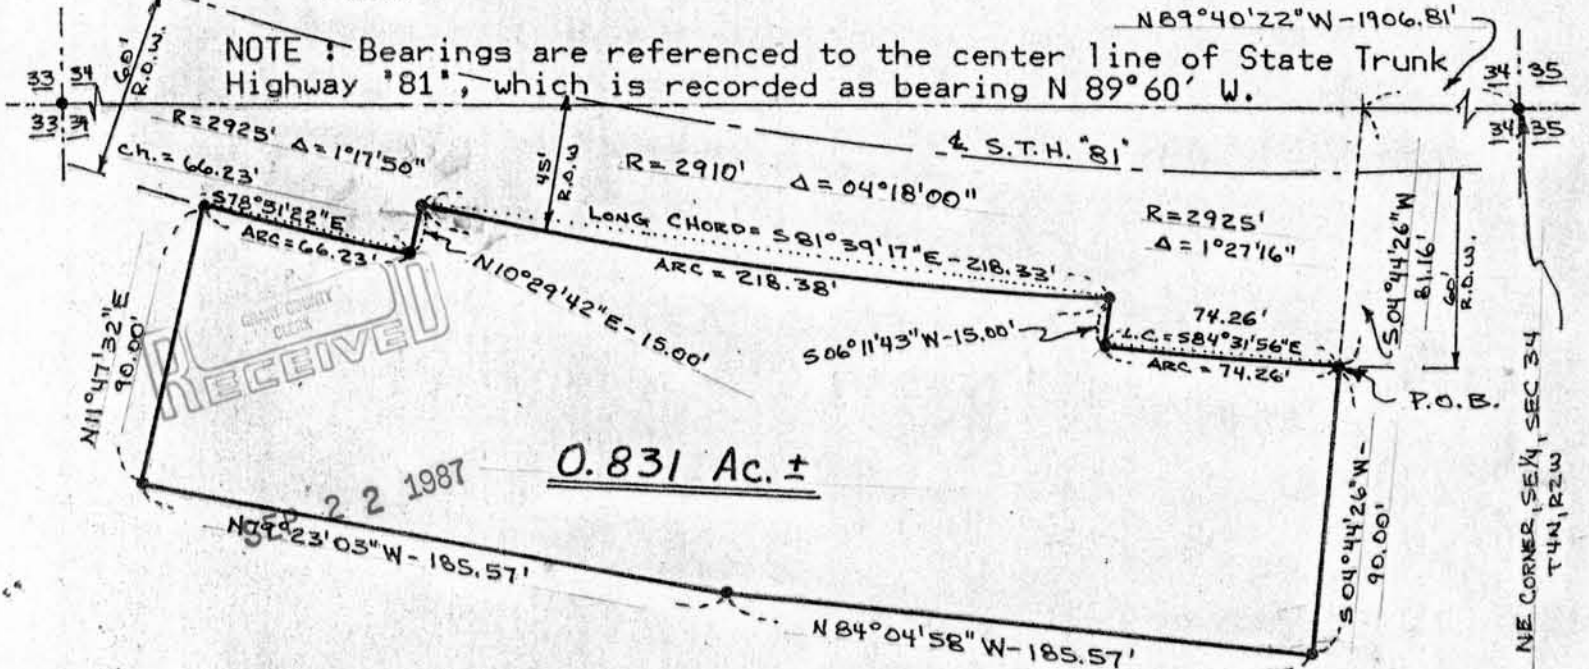 N89°40'22"W-1906.81'
60'
R.O.W.
NOTE : Bearings are referenced to the center line of State Trunk
Highway "81", which is recorded as bearing N 89°60' W.
33 34
33 34
34 35
34 35
R=2925' Δ=1°17'50"
Ch.=66.23'
S78°51'22"E
ARC=66.23'
45'
R.O.W
℄ S.T.H. "81"
R=2910' Δ=04°18'00"
LONG CHORD= S81°39'17"E-218.33'
ARC=218.38'
R=2925'
Δ=1°27'16"
S04°44'26"W
81.16'
60'
R.O.W.
N10°29'42"E-15.00'
S06°11'43"W-15.00'
74.26'
L.C.=S84°31'56"E
ARC=74.26'
P.O.B.
N11°47'32"E
90.00'
GRANT COUNTY
CLERK
RECEIVED
SEP 22 1987
0.831 Ac. ±
N79°23'03"W-185.57'
N84°04'58"W-185.57'
S04°44'26"W-
90.00'
NE CORNER, SE¼, SEC 34
T4N, R2W